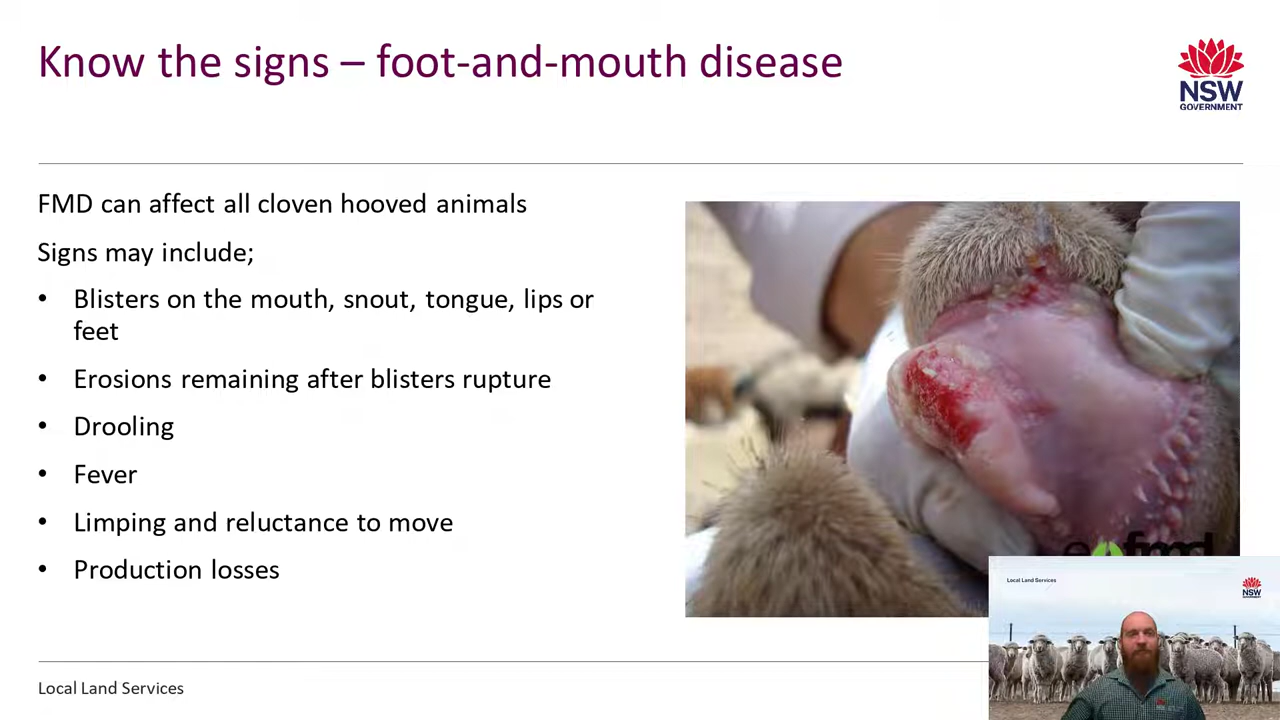 Know the signs – foot-and-mouth disease
NSW
GOVERNMENT
FMD can affect all cloven hooved animals
Signs may include;
• Blisters on the mouth, snout, tongue, lips or
feet
• Erosions remaining after blisters rupture
• Drooling
• Fever
• Limping and reluctance to move
• Production losses
Local Land Services
NSW
Local Land Services